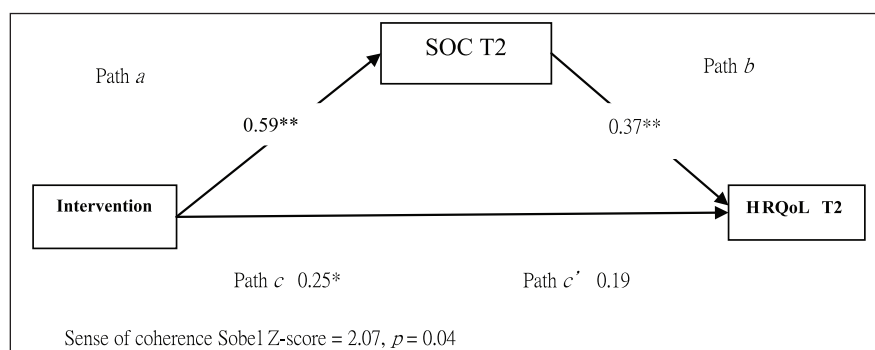 SOC T2
Path a
Path b
0.59**
0.37**
Intervention
HRQoL T2
Path c 0.25*
Path c' 0.19
Sense of coherence Sobel Z-score = 2.07, p = 0.04